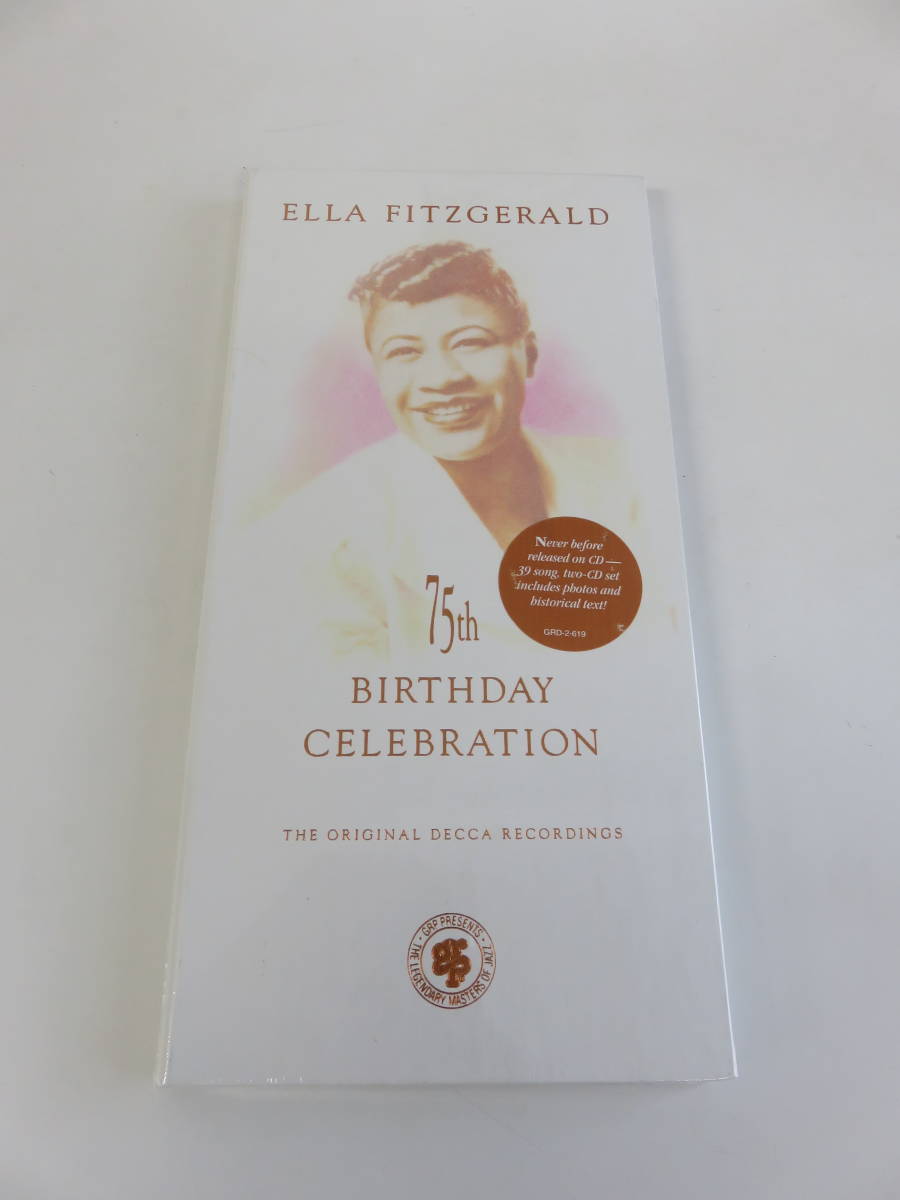 ELLA FITZGERALD
Never before
released on CD—
39 song, two-CD set
includes photos and
historical text!
GRD-2-619
75th
BIRTHDAY
CELEBRATION
THE ORIGINAL DECCA RECORDINGS
· GRP PRESENTS ·
THE LEGENDARY MASTERS OF JAZZ
grp